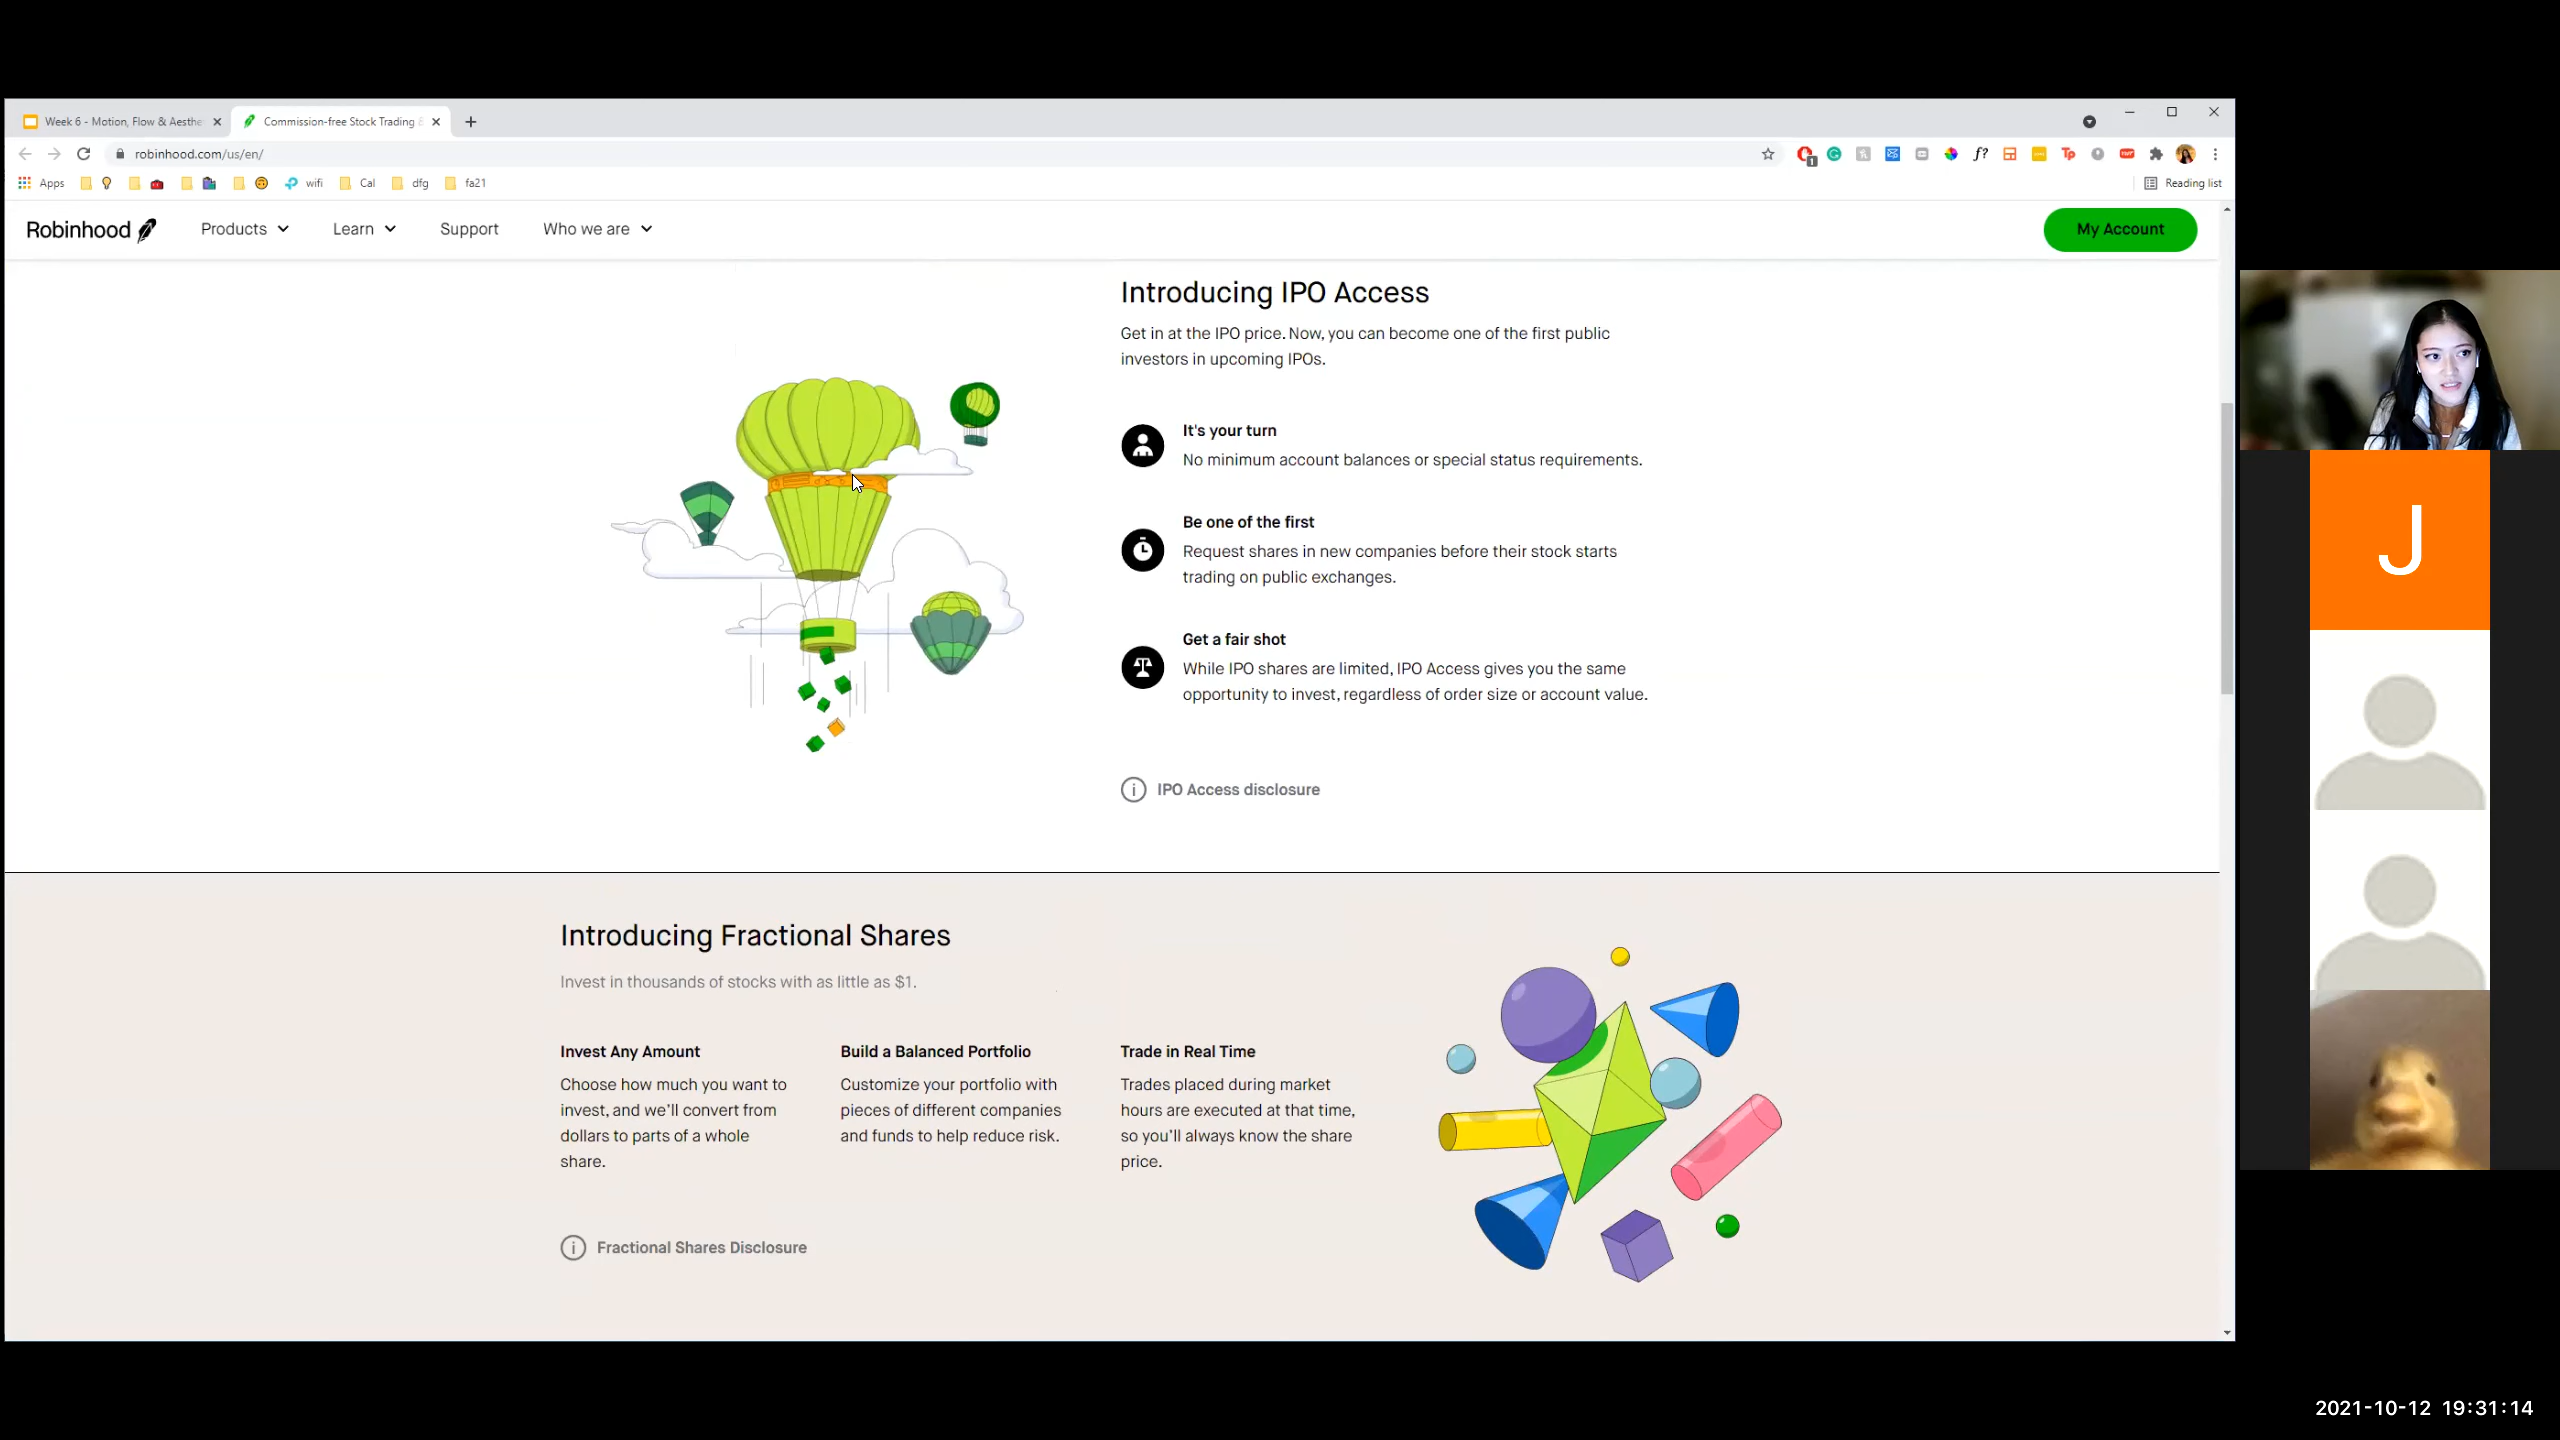 Week 6 - Motion, Flow & Aesthe
Commission-free Stock Trading &
robinhood.com/us/en/
1
f?
Tp
Apps
wifi
Cal
dfg
fa21
Reading list
Robinhood
Products
Learn
Support
Who we are
My Account
Introducing IPO Access
Get in at the IPO price. Now, you can become one of the first public
investors in upcoming IPOs.
It's your turn
No minimum account balances or special status requirements.
Be one of the first
Request shares in new companies before their stock starts
trading on public exchanges.
Get a fair shot
While IPO shares are limited, IPO Access gives you the same
opportunity to invest, regardless of order size or account value.
IPO Access disclosure
Introducing Fractional Shares
Invest in thousands of stocks with as little as $1.
Invest Any Amount
Choose how much you want to
invest, and we'll convert from
dollars to parts of a whole
share.
Build a Balanced Portfolio
Customize your portfolio with
pieces of different companies
and funds to help reduce risk.
Trade in Real Time
Trades placed during market
hours are executed at that time,
so you'll always know the share
price.
Fractional Shares Disclosure
J
2021-10-12 19:31:14